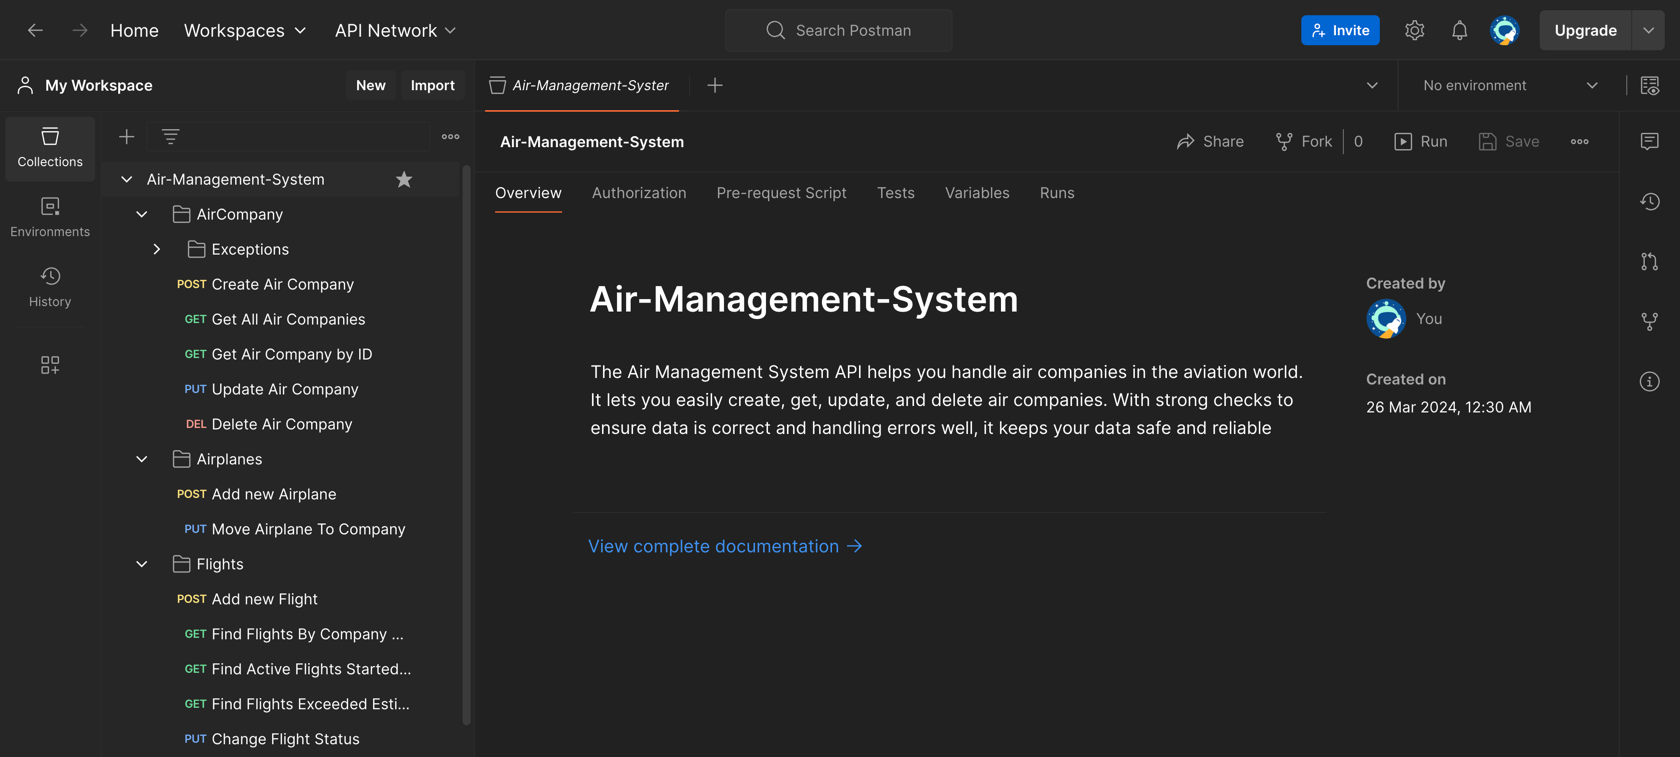 Home
Workspaces
API Network
Search Postman
Invite
Upgrade
My Workspace
New
Import
Air-Management-Syster
No environment
Collections
Environments
History
Air-Management-System
AirCompany
Exceptions
POST Create Air Company
GET Get All Air Companies
GET Get Air Company by ID
PUT Update Air Company
DEL Delete Air Company
Airplanes
POST Add new Airplane
PUT Move Airplane To Company
Flights
POST Add new Flight
GET Find Flights By Company ...
GET Find Active Flights Started...
GET Find Flights Exceeded Esti...
PUT Change Flight Status
Air-Management-System
Share
Fork
0
Run
Save
Overview
Authorization
Pre-request Script
Tests
Variables
Runs
Air-Management-System
The Air Management System API helps you handle air companies in the aviation world.
It lets you easily create, get, update, and delete air companies. With strong checks to
ensure data is correct and handling errors well, it keeps your data safe and reliable
View complete documentation →
Created by
You
Created on
26 Mar 2024, 12:30 AM